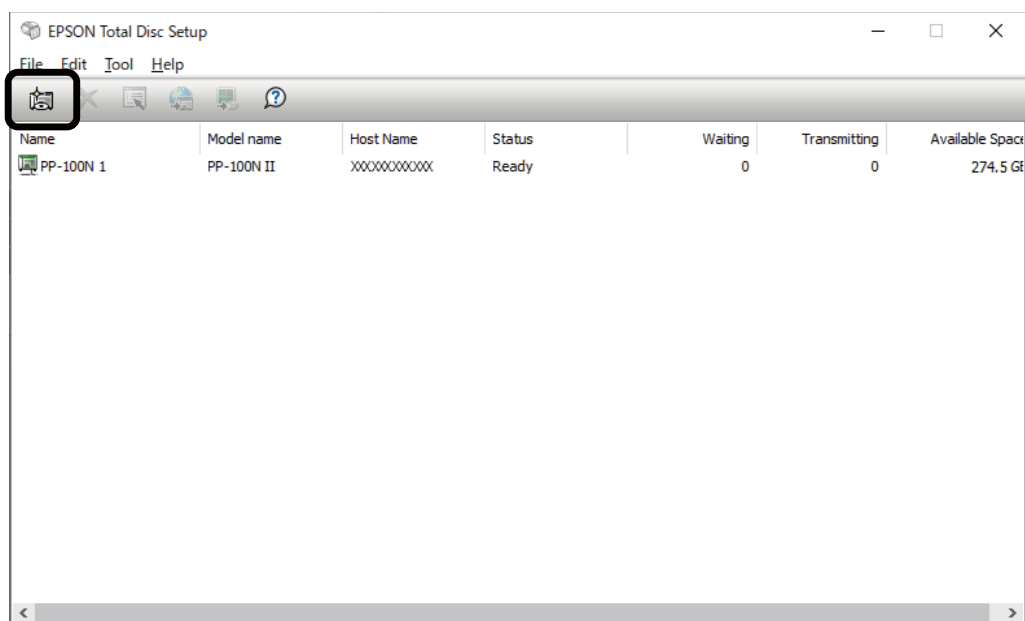 EPSON Total Disc Setup
File Edit Tool Help
Name Model name Host Name Status Waiting Transmitting Available Space
PP-100N 1 PP-100N II XXXXXXXXXXX Ready 0 0 274.5 GB